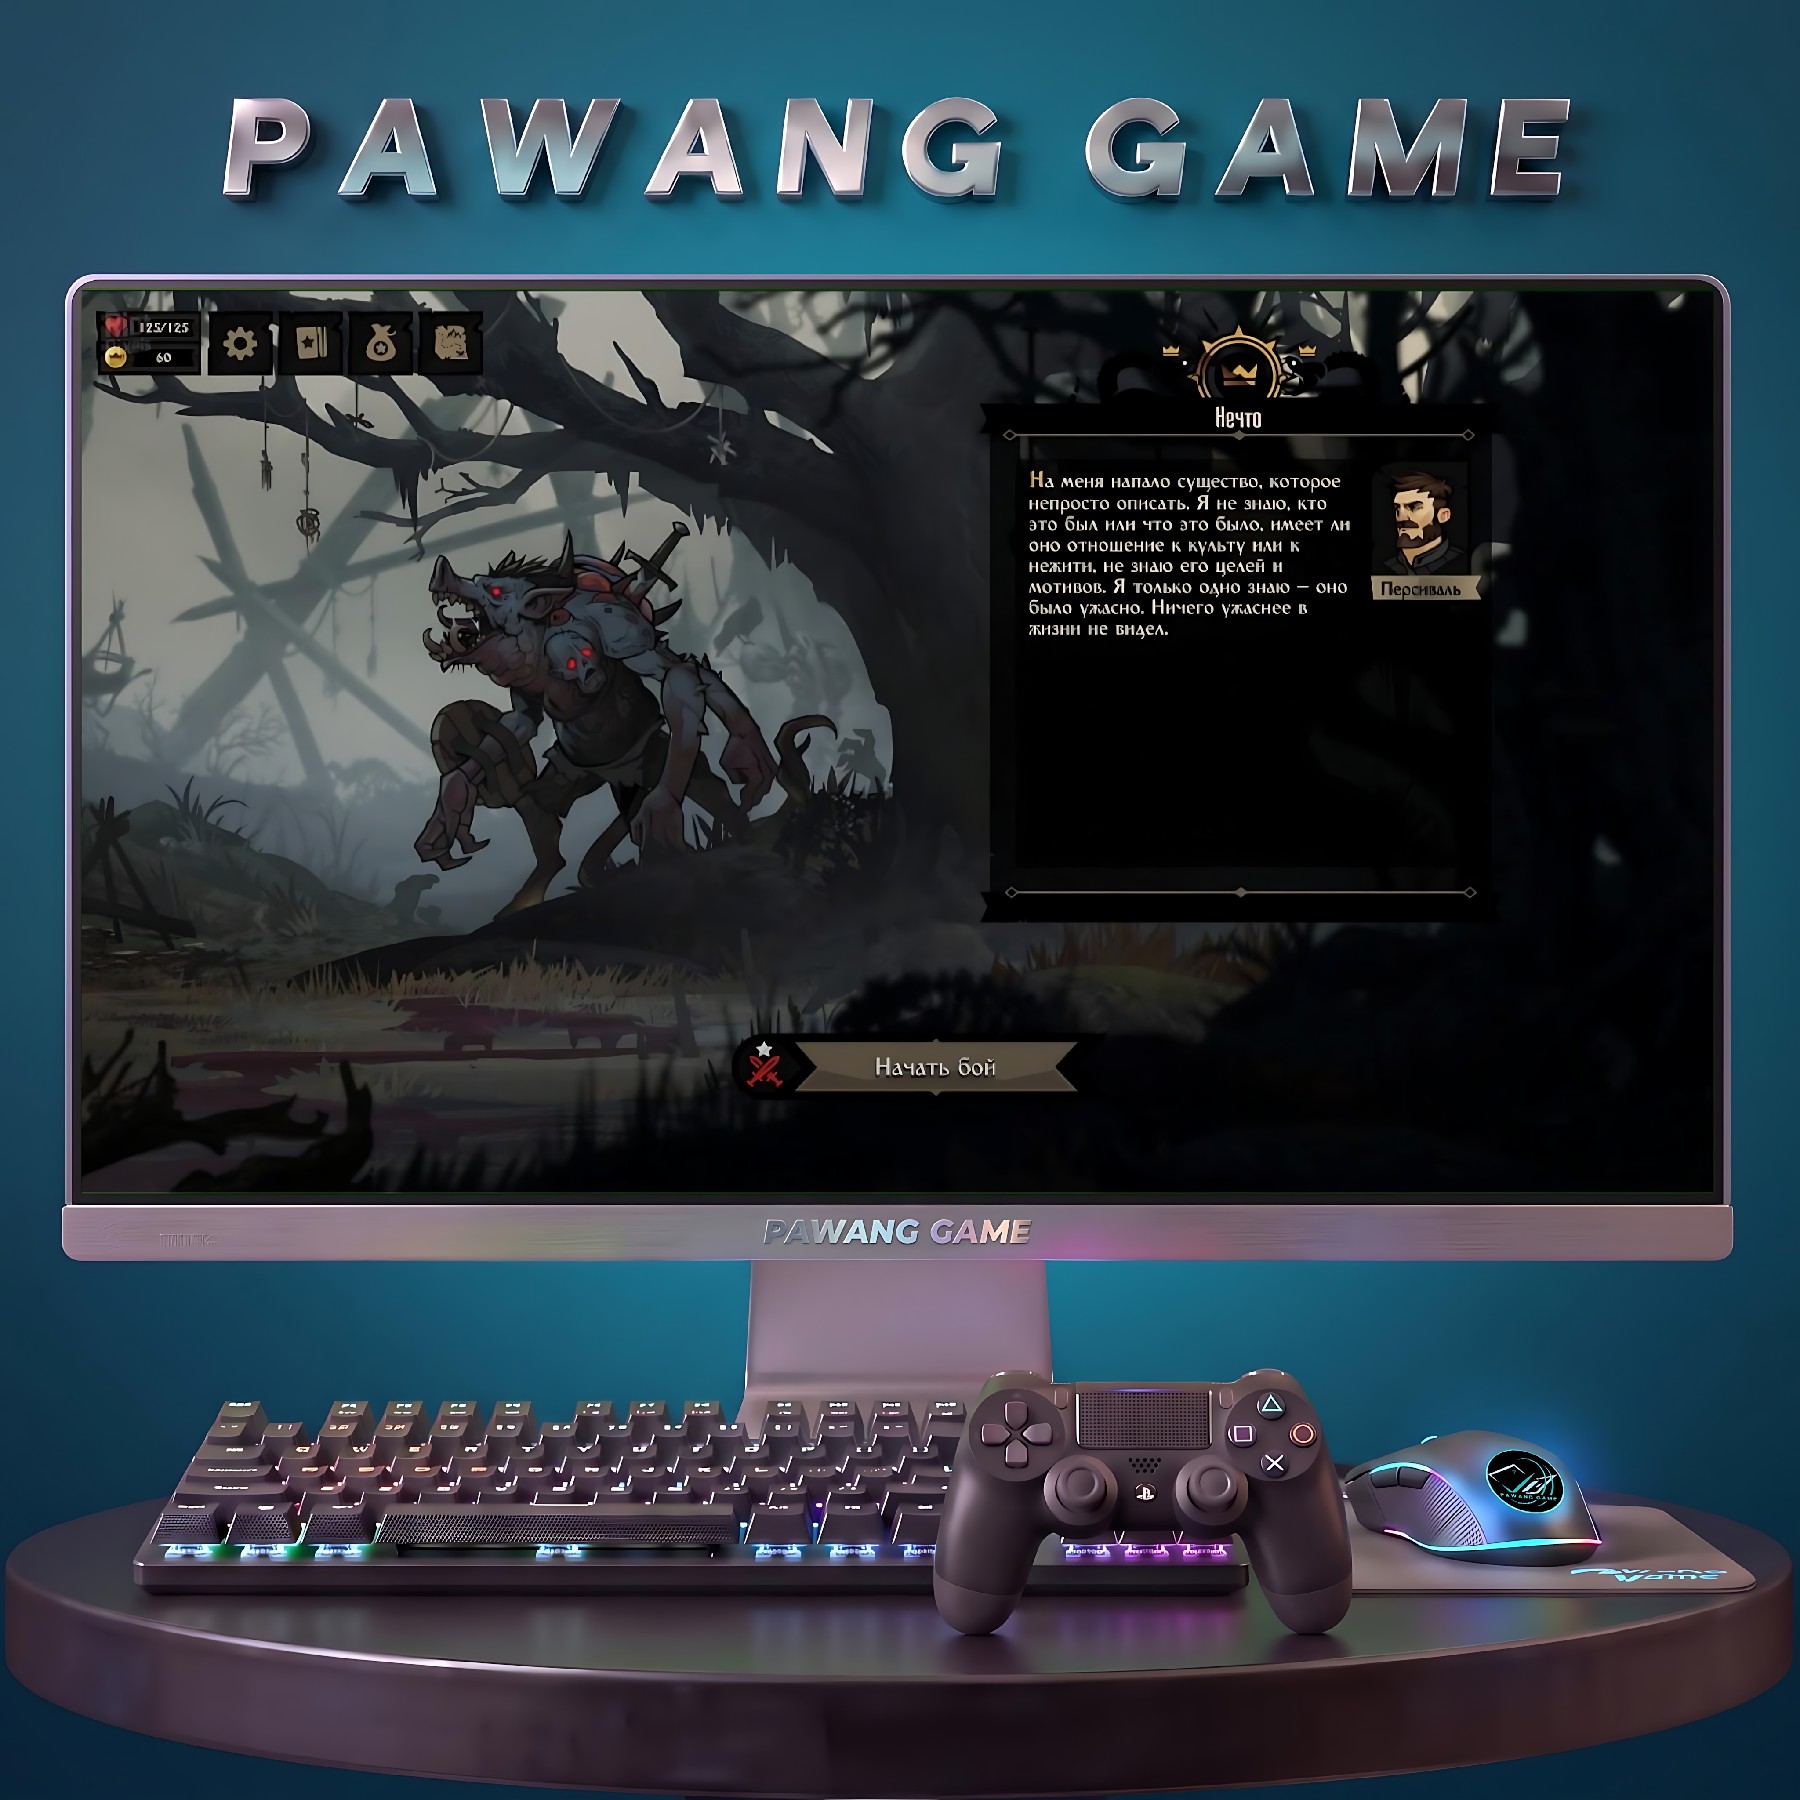 PAWANG GAME
125/125
60
Нечто
На меня напало существо, которое
непросто описать. Я не знаю, кто
это был или что это было, имеет ли
оно отношение к культу или к
нежити, не знаю его целей и
мотивов. Я только одно знаю — оно
было ужасно. Ничего ужаснее в
жизни не видел.
Персиваль
Начать бой
PAWANG GAME
PAWANG GAME